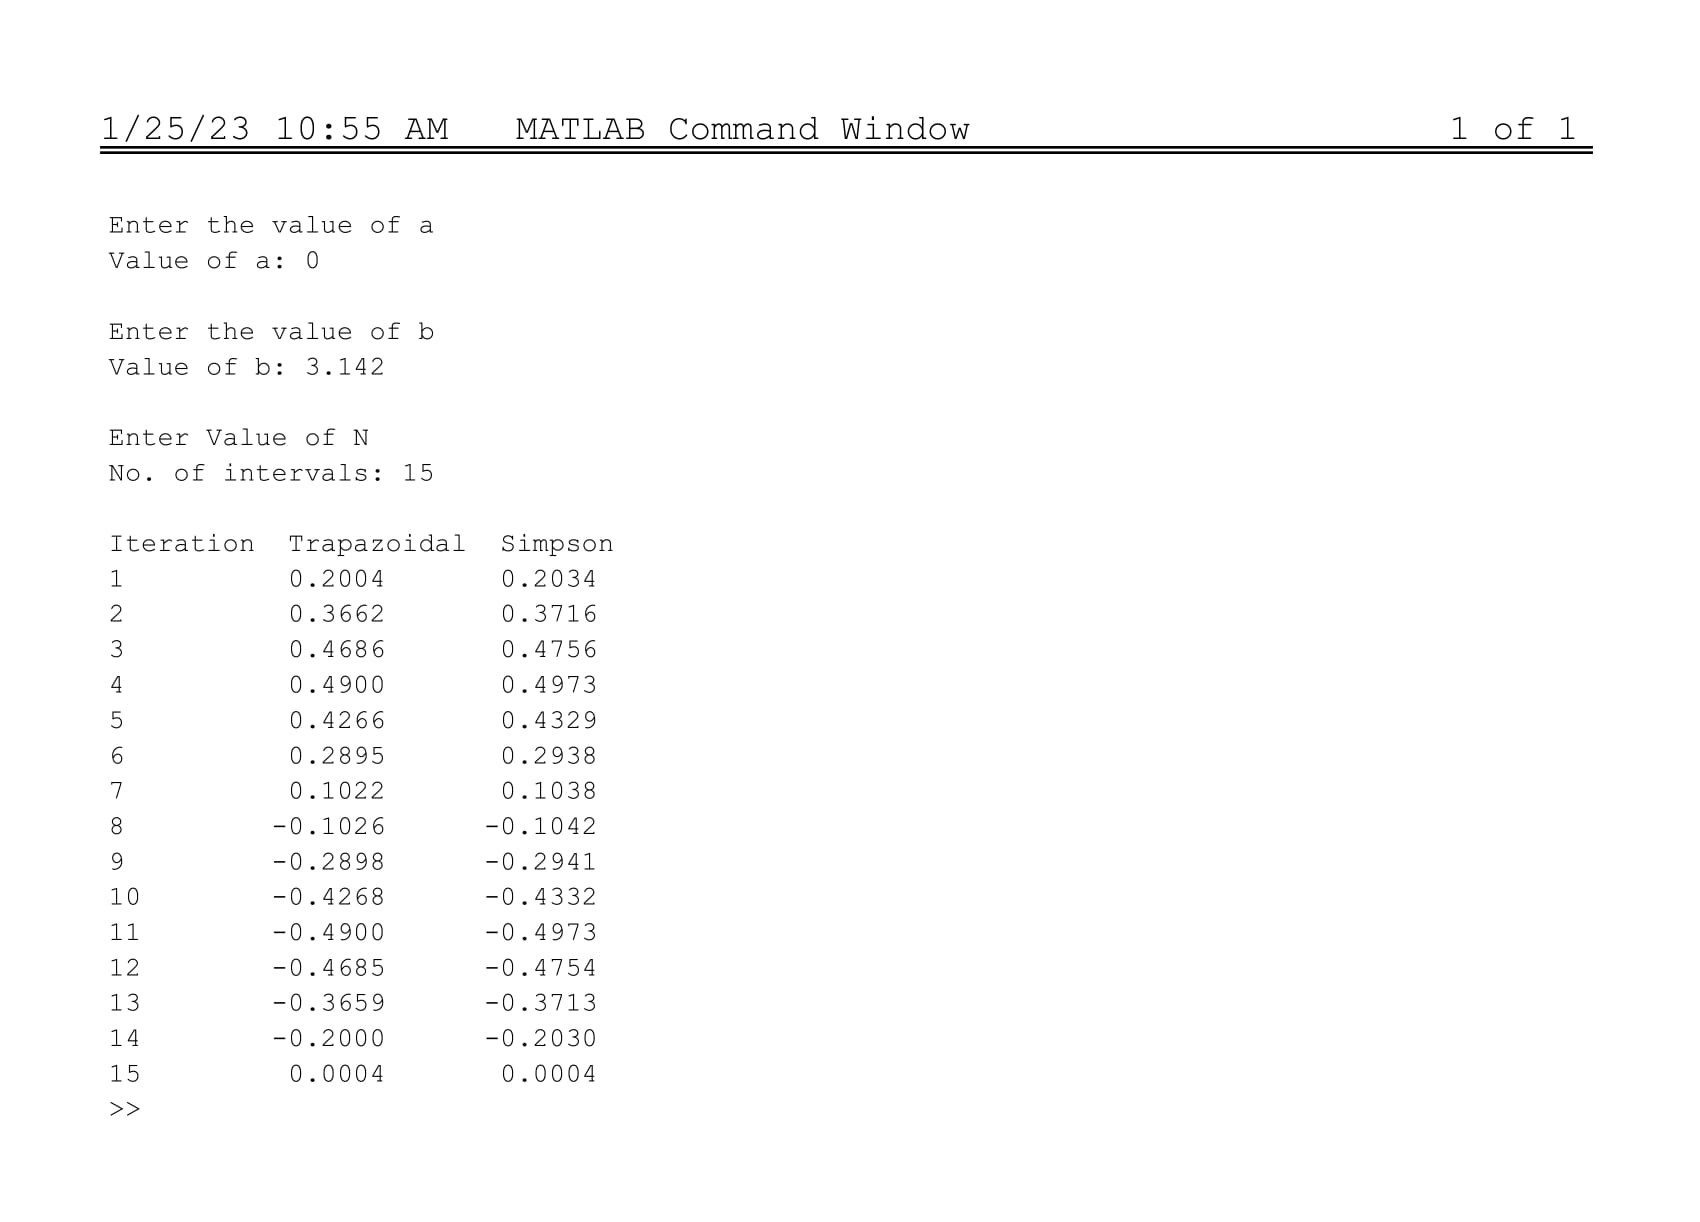 1/25/23 10:55 AM   MATLAB Command Window   1 of 1
Enter the value of a
Value of a: 0
Enter the value of b
Value of b: 3.142
Enter Value of N
No. of intervals: 15
Iteration  Trapazoidal  Simpson
1          0.2004       0.2034
2          0.3662       0.3716
3          0.4686       0.4756
4          0.4900       0.4973
5          0.4266       0.4329
6          0.2895       0.2938
7          0.1022       0.1038
8         -0.1026      -0.1042
9         -0.2898      -0.2941
10        -0.4268      -0.4332
11        -0.4900      -0.4973
12        -0.4685      -0.4754
13        -0.3659      -0.3713
14        -0.2000      -0.2030
15         0.0004       0.0004
>>